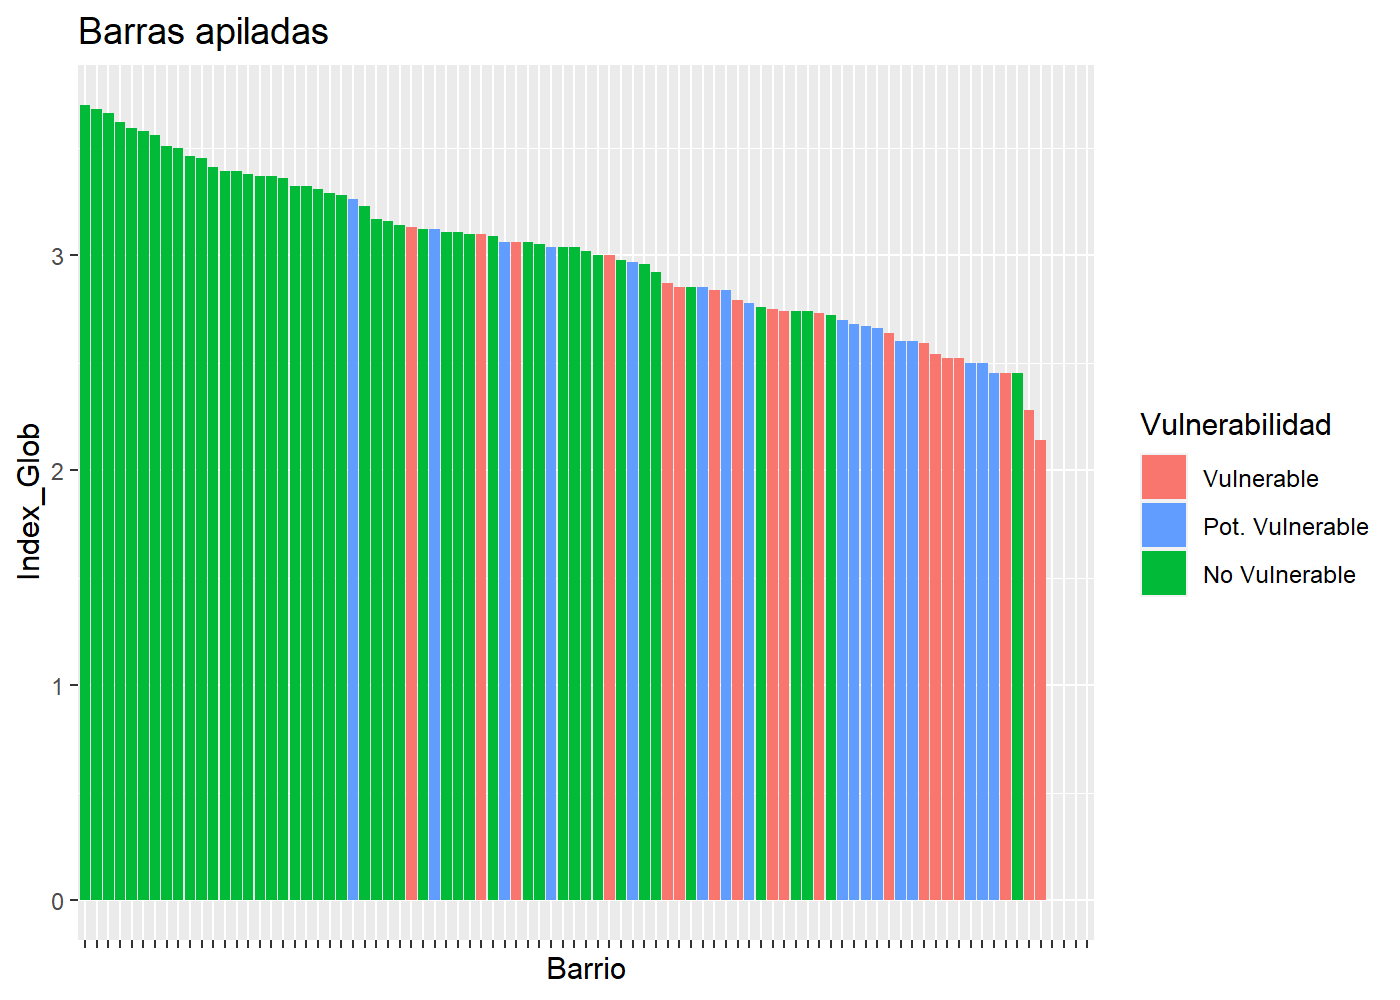 Barras apiladas
Index_Glob
3
2
1
0
Barrio
Vulnerabilidad
Vulnerable
Pot. Vulnerable
No Vulnerable